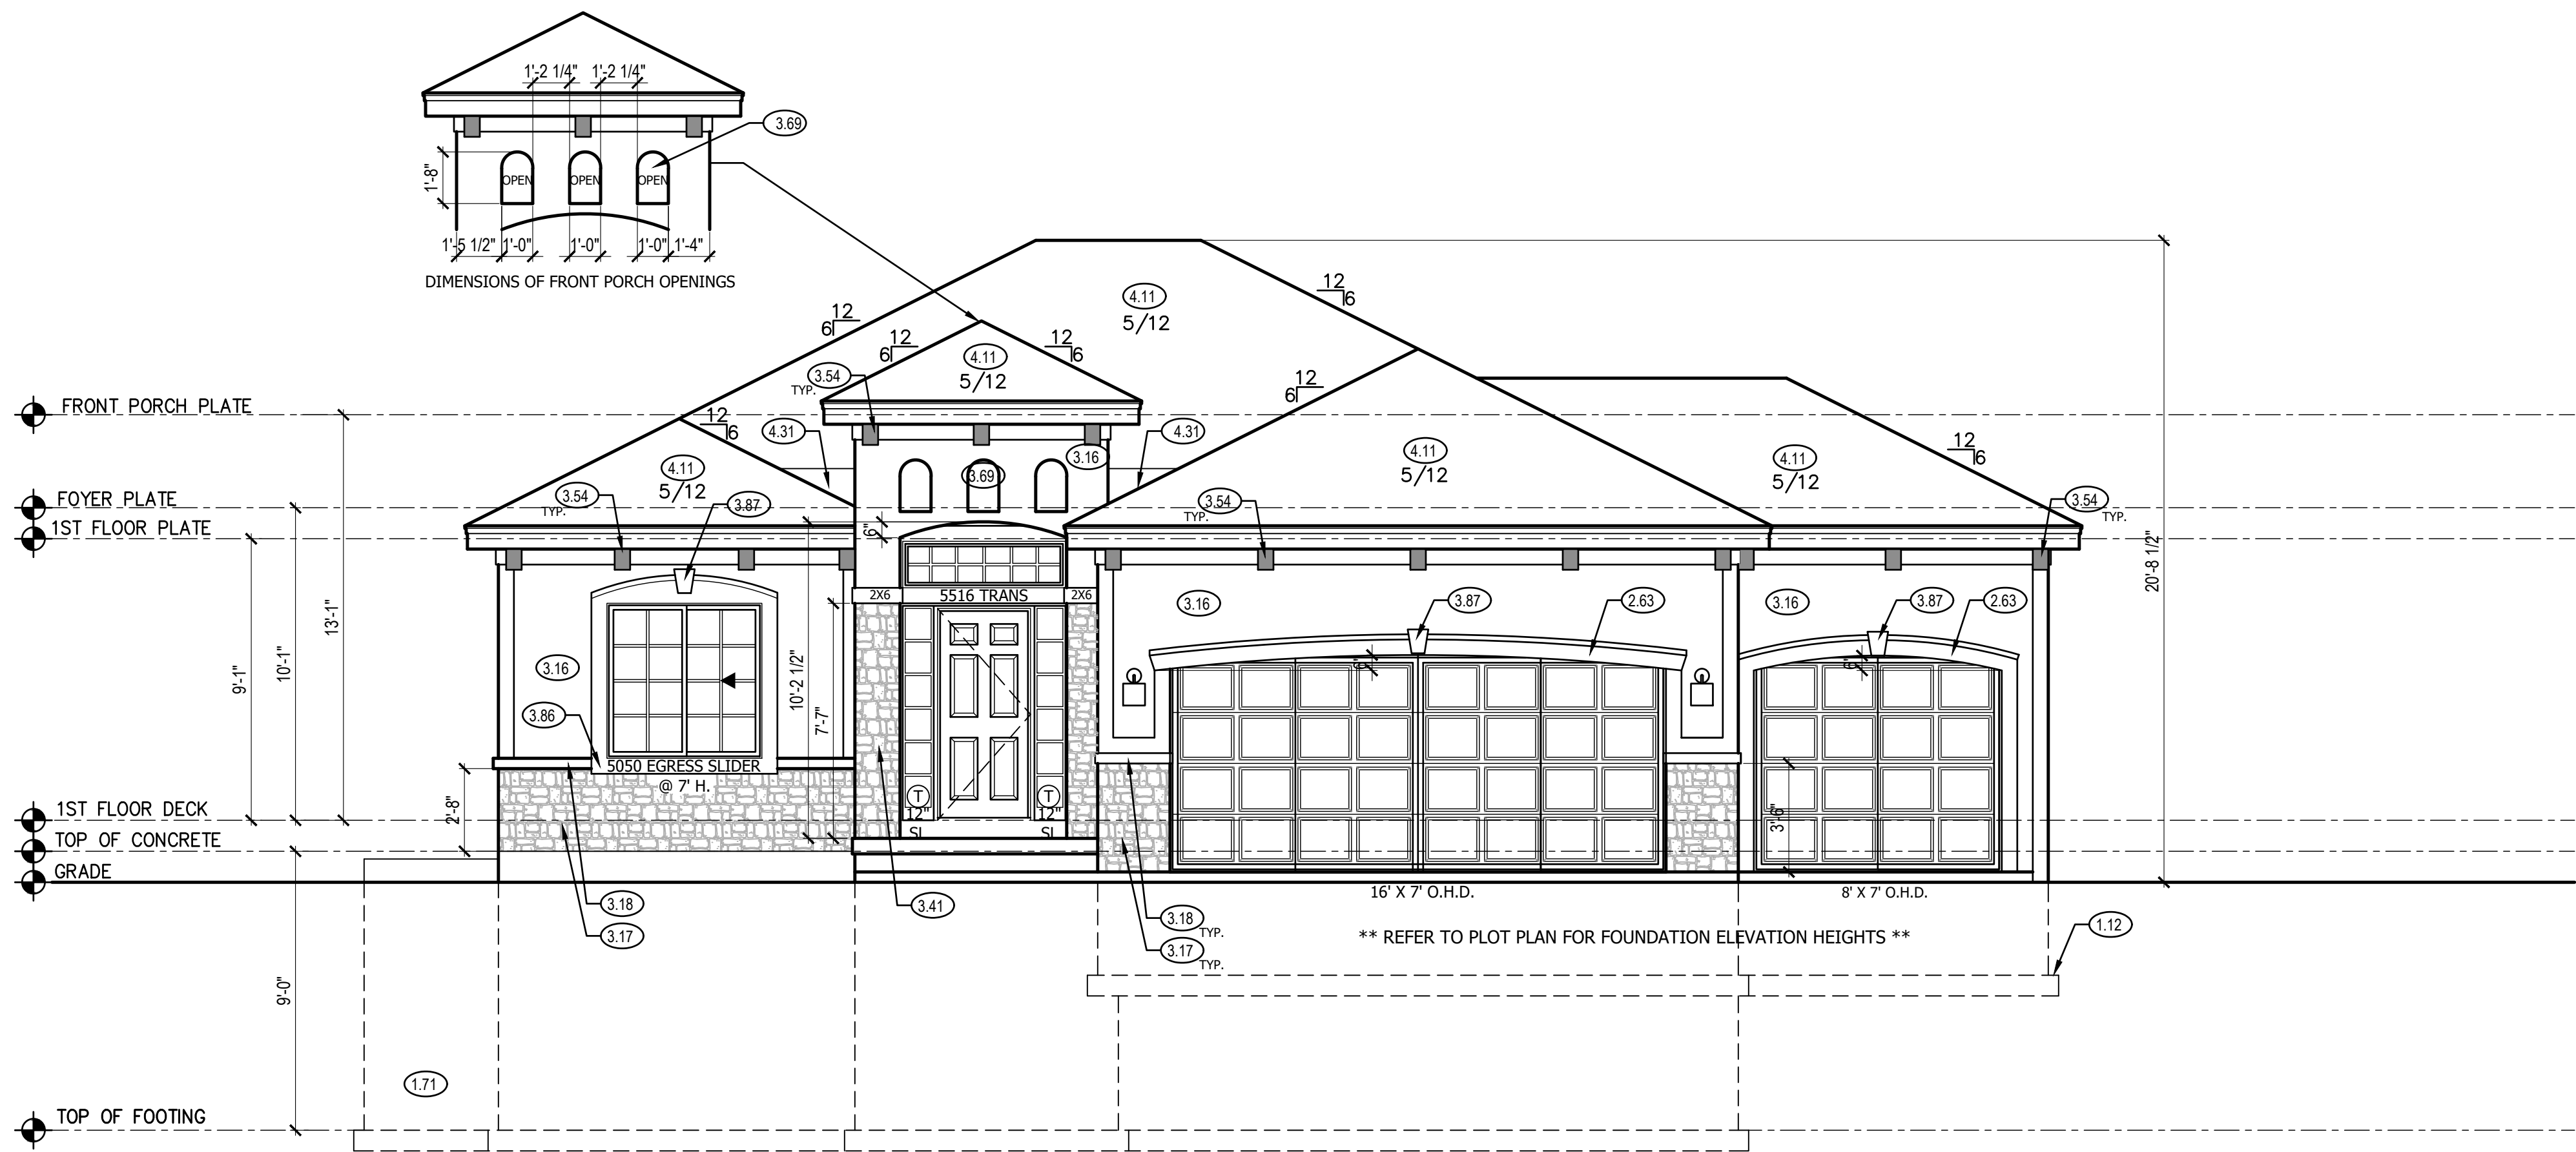 1'-2 1/4" 1'-2 1/4"
3.69
1'-8"
OPEN OPEN OPEN
1'-5 1/2" 1'-0" 1'-0" 1'-0" 1'-4"
DIMENSIONS OF FRONT PORCH OPENINGS
12
6
12
6
4.11
5/12
12
6
12
6
4.11
5/12
3.54
TYP.
12
6
FRONT PORCH PLATE
12
6
4.31
4.31
3.16
12
6
4.11
5/12
4.11
5/12
4.11
5/12
3.69
FOYER PLATE
3.54
TYP.
3.87
3.54
TYP.
3.54
TYP.
1ST FLOOR PLATE
6"
20'-8 1/2"
13'-1"
10'-1"
9'-1"
2X6
5516 TRANS
2X6
3.16
3.87
2.63
3.16
3.87
2.63
3.16
10'-2 1/2"
7'-7"
6"
6"
3.86
5050 EGRESS SLIDER
@ 7' H.
T
12"
SL
T
12"
SL
2'-8"
3'-6"
1ST FLOOR DECK
TOP OF CONCRETE
GRADE
16' X 7' O.H.D.
8' X 7' O.H.D.
3.18
3.17
3.41
3.18
TYP.
3.17
TYP.
** REFER TO PLOT PLAN FOR FOUNDATION ELEVATION HEIGHTS **
1.12
9'-0"
1.71
TOP OF FOOTING